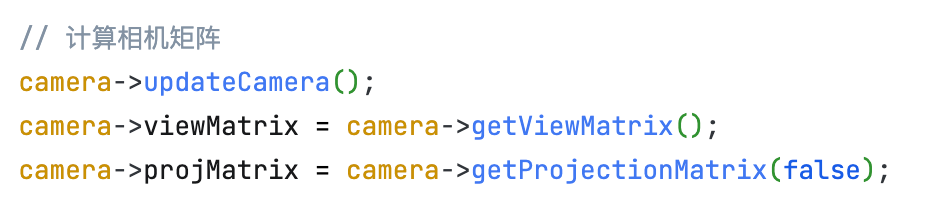 // 计算相机矩阵
camera->updateCamera();
camera->viewMatrix = camera->getViewMatrix();
camera->projMatrix = camera->getProjectionMatrix(false);